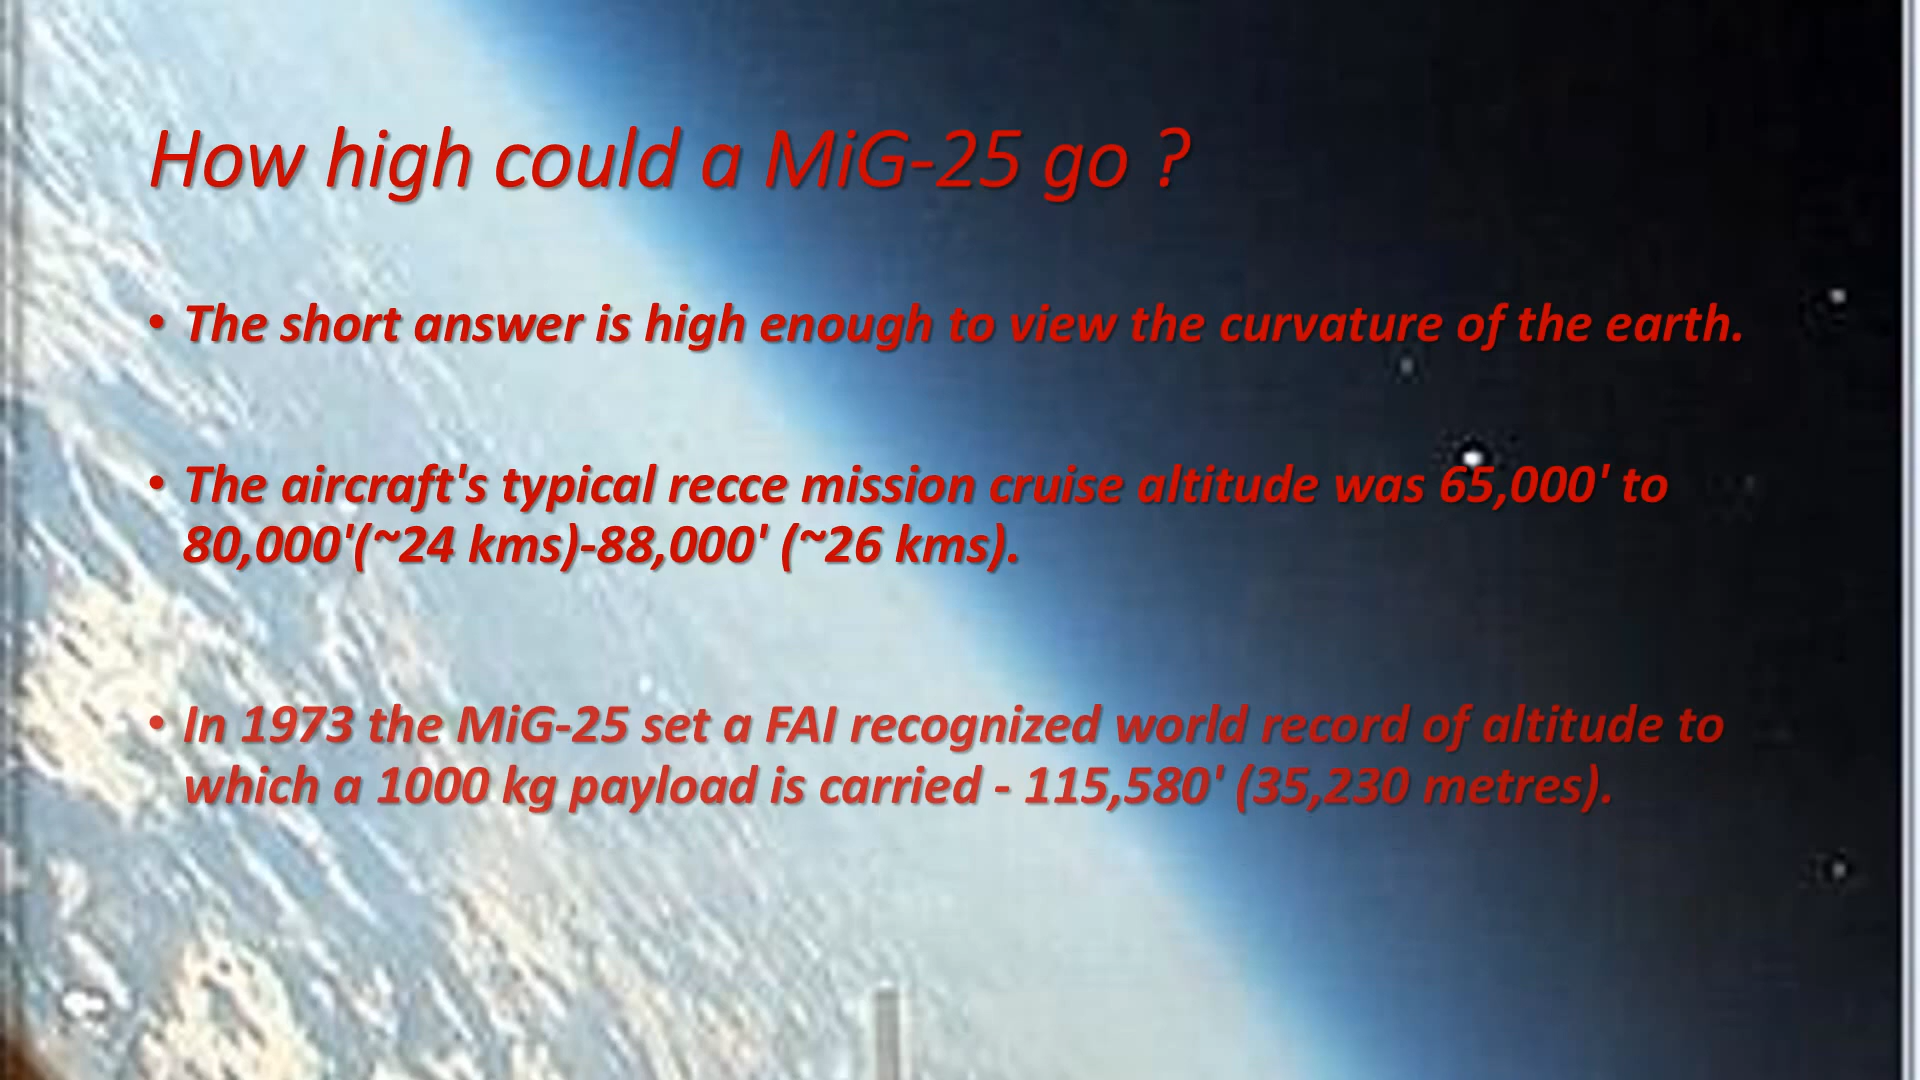 How high could a MiG-25 go ?
• The short answer is high enough to view the curvature of the earth.
• The aircraft's typical recce mission cruise altitude was 65,000' to
80,000'(~24 kms)-88,000' (~26 kms).
• In 1973 the MiG-25 set a FAI recognized world record of altitude to
which a 1000 kg payload is carried - 115,580' (35,230 metres).